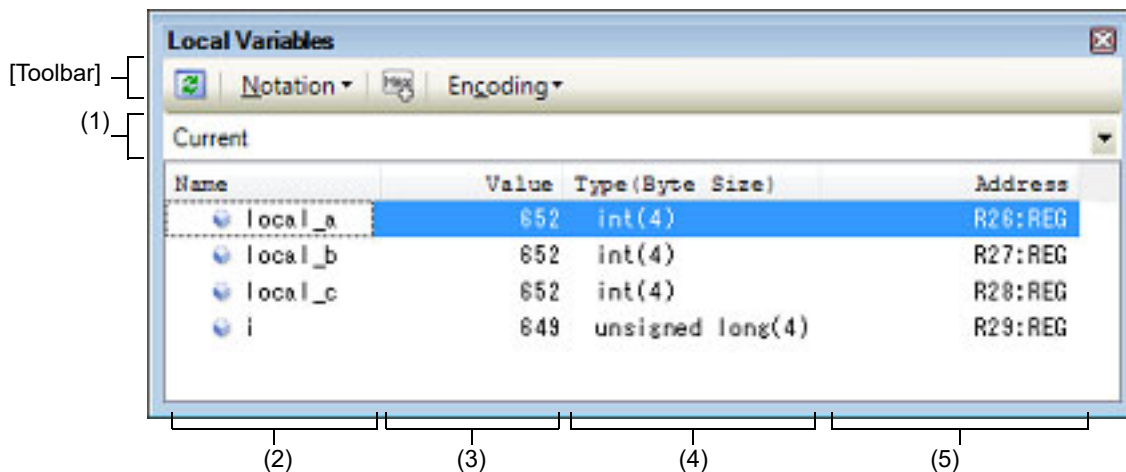 Local Variables
[Toolbar]
Notation Hex Encoding
(1)
Current
Name Value Type(Byte Size) Address
local_a 652 int(4) R26:REG
local_b 652 int(4) R27:REG
local_c 652 int(4) R28:REG
i 649 unsigned long(4) R29:REG
(2) (3) (4) (5)